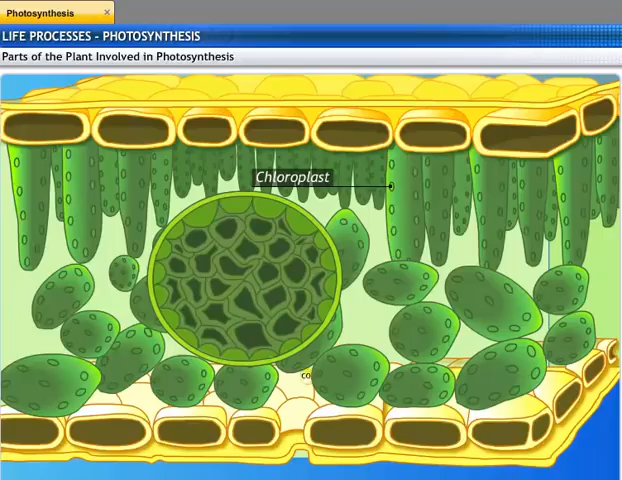 Photosynthesis
LIFE PROCESSES - PHOTOSYNTHESIS
Parts of the Plant Involved in Photosynthesis
Chloroplast